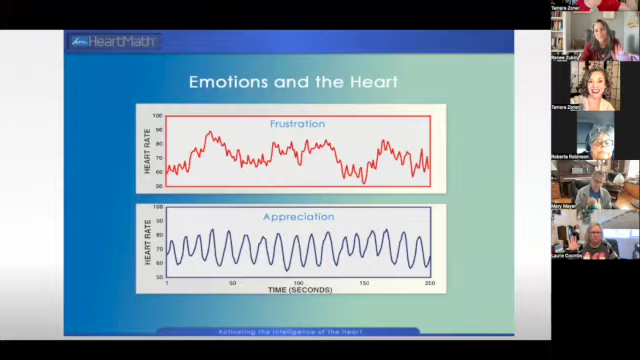 HeartMath
Emotions and the Heart
Frustration
HEART RATE
100
90
80
70
60
50
Appreciation
HEART RATE
100
90
80
70
60
50
1
50
100
150
200
TIME (SECONDS)
Activating the Intelligence of the Heart
Tamara Zoner
Renee Zukin
Tamara Zoner
Roberta Robinson
Mary Meyer
Laurie Coombs